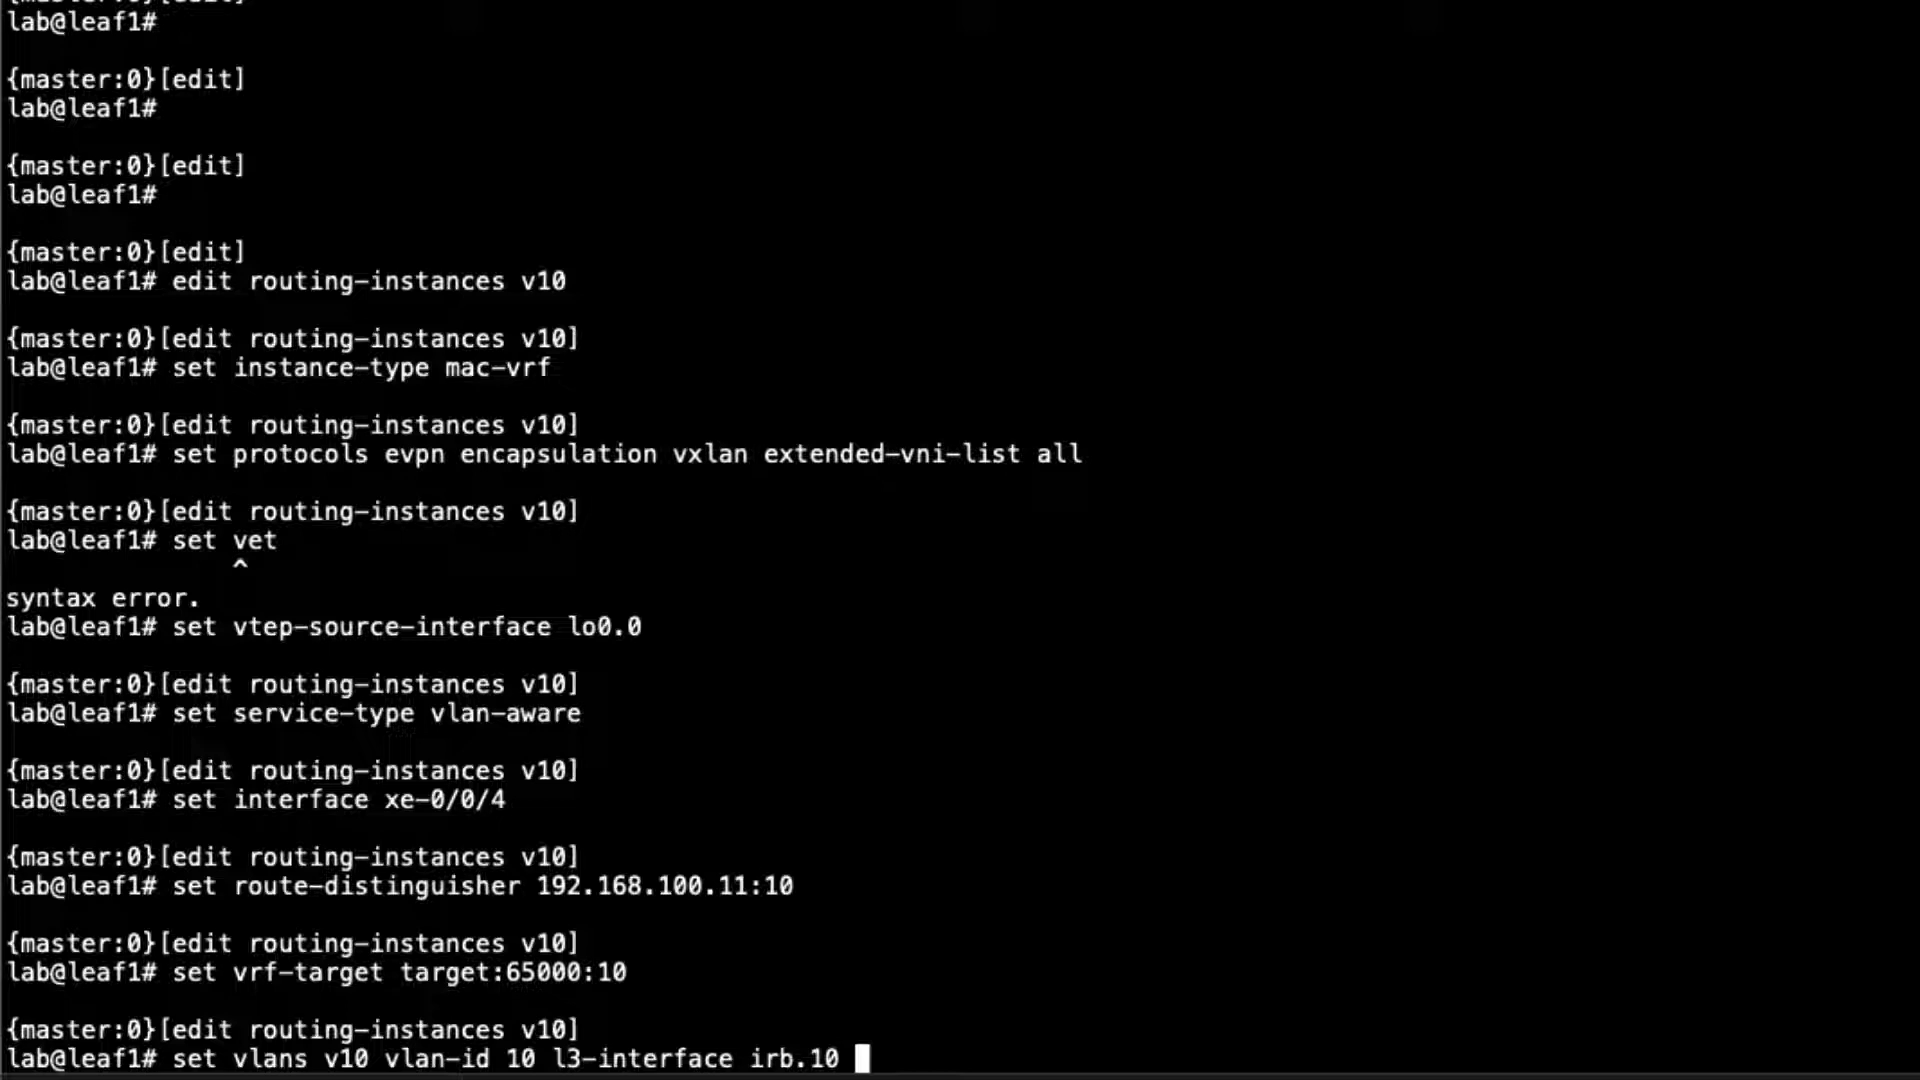 {master:0}[edit]
lab@leaf1#
{master:0}[edit]
lab@leaf1#
{master:0}[edit]
lab@leaf1#
{master:0}[edit]
lab@leaf1# edit routing-instances v10
{master:0}[edit routing-instances v10]
lab@leaf1# set instance-type mac-vrf
{master:0}[edit routing-instances v10]
lab@leaf1# set protocols evpn encapsulation vxlan extended-vni-list all
{master:0}[edit routing-instances v10]
lab@leaf1# set vet
^
syntax error.
lab@leaf1# set vtep-source-interface lo0.0
{master:0}[edit routing-instances v10]
lab@leaf1# set service-type vlan-aware
{master:0}[edit routing-instances v10]
lab@leaf1# set interface xe-0/0/4
{master:0}[edit routing-instances v10]
lab@leaf1# set route-distinguisher 192.168.100.11:10
{master:0}[edit routing-instances v10]
lab@leaf1# set vrf-target target:65000:10
{master:0}[edit routing-instances v10]
lab@leaf1# set vlans v10 vlan-id 10 l3-interface irb.10